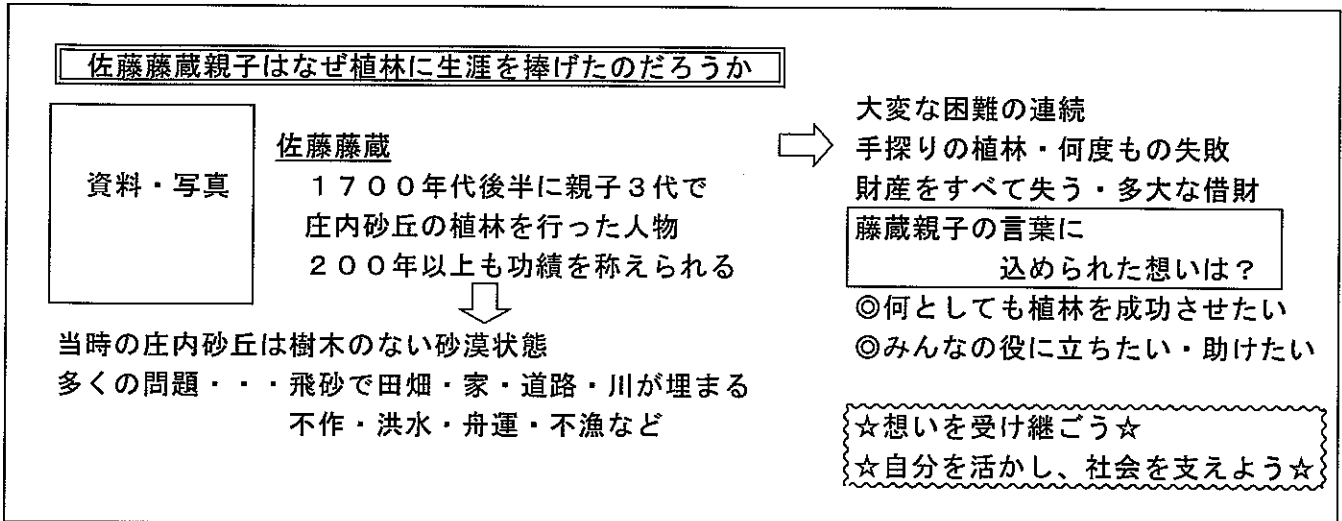 佐藤藤蔵親子はなぜ植林に生涯を捧げたのだろうか
資料・写真
佐藤藤蔵
1700年代後半に親子3代で
庄内砂丘の植林を行った人物
200年以上も功績を称えられる
当時の庄内砂丘は樹木のない砂漠状態
多くの問題・・・飛砂で田畑・家・道路・川が埋まる
不作・洪水・舟運・不漁など
大変な困難の連続
手探りの植林・何度もの失敗
財産をすべて失う・多大な借財
藤蔵親子の言葉に
込められた想いは？
◎何としても植林を成功させたい
◎みんなの役に立ちたい・助けたい
☆想いを受け継ごう☆
☆自分を活かし、社会を支えよう☆